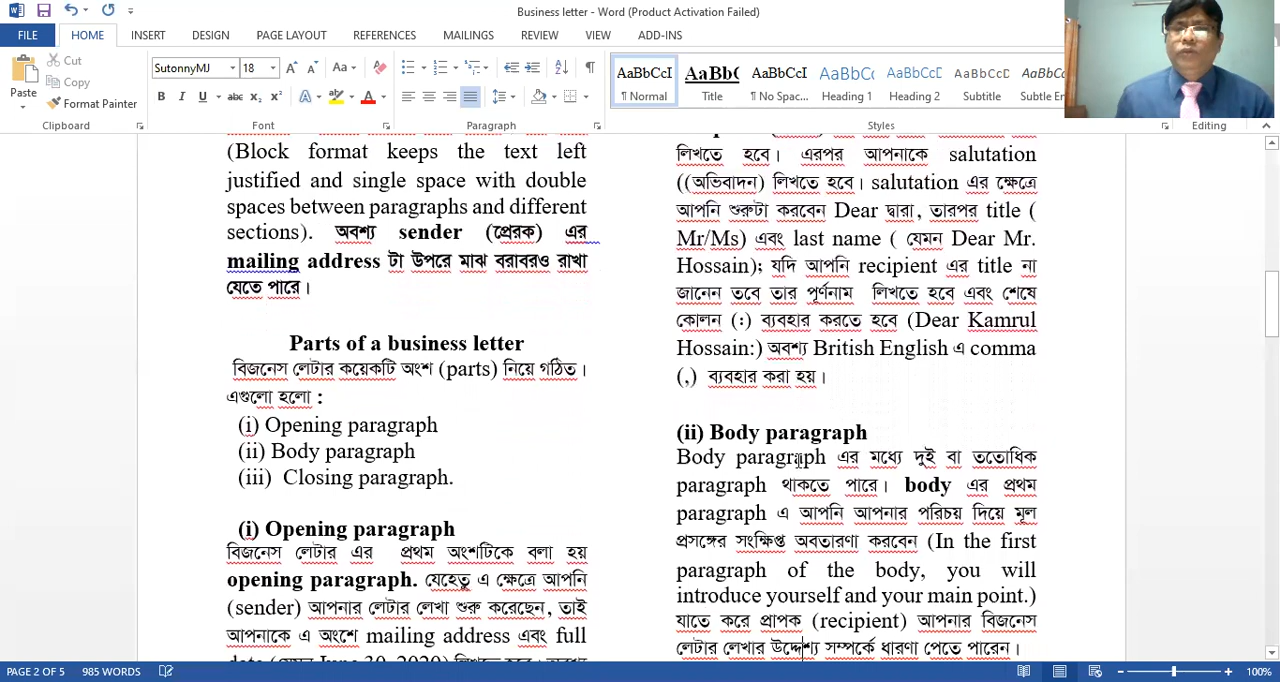 Business letter - Word (Product Activation Failed)
FILE HOME INSERT DESIGN PAGE LAYOUT REFERENCES MAILINGS REVIEW VIEW ADD-INS
Paste
Cut
Copy
Format Painter
Clipboard
SutonnyMJ 18
Font
Paragraph
AaBbCcI AaBb( AaBbCcI AaBbC AaBbCcE AaBbCcD AaBbCcD
¶ Normal Title ¶ No Spac... Heading 1 Heading 2 Subtitle Subtle Em
Styles
Editing
(Block format keeps the text left
justified and single space with double
spaces between paragraphs and different
sections). অবশ্য sender (প্রেরক) এর
mailing address টা উপরে মাঝ বরাবরও রাখা
যেতে পারে।
Parts of a business letter
বিজনেস লেটার কয়েকটি অংশ (parts) নিয়ে গঠিত।
এগুলো হলো :
(i) Opening paragraph
(ii) Body paragraph
(iii) Closing paragraph.
(i) Opening paragraph
বিজনেস লেটার এর প্রথম অংশটিকে বলা হয়
opening paragraph. যেহেতু এ ক্ষেত্রে আপনি
(sender) আপনার লেটার লেখা শুরু করেছেন, তাই
আপনাকে এ অংশে mailing address এবং full
লিখতে হবে। এরপর আপনাকে salutation
((অভিবাদন) লিখতে হবে। salutation এর ক্ষেত্রে
আপনি শুরুটা করবেন Dear দ্বারা, তারপর title (
Mr/Ms) এবং last name ( যেমন Dear Mr.
Hossain); যদি আপনি recipient এর title না
জানেন তবে তার পূর্ণনাম লিখতে হবে এবং শেষে
কোলন (:) ব্যবহার করতে হবে (Dear Kamrul
Hossain:) অবশ্য British English এ comma
(,) ব্যবহার করা হয়।
(ii) Body paragraph
Body paragraph এর মধ্যে দুই বা ততোধিক
paragraph থাকতে পারে। body এর প্রথম
paragraph এ আপনি আপনার পরিচয় দিয়ে মূল
প্রসঙ্গের সংক্ষিপ্ত অবতারণা করবেন (In the first
paragraph of the body, you will
introduce yourself and your main point.)
যাতে করে প্রাপক (recipient) আপনার বিজনেস
লেটার লেখার উদ্দেশ্য সম্পর্কে ধারণা পেতে পারেন।
PAGE 2 OF 5 985 WORDS
100%